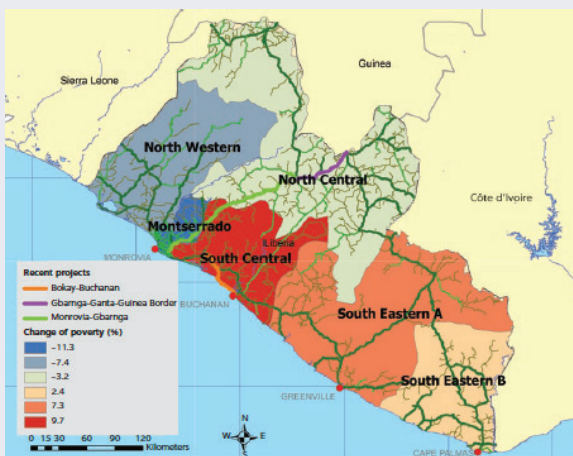 Sierra Leone
Guinea
North Western
North Central
Côte d'Ivoire
Montserrado
Liberia
MONROVIA
South Central
Recent projects
Bokay-Buchanan
Gbarnga-Ganta-Guinea Border
Monrovia-Gbarnga
BUCHANAN
Change of poverty (%)
–11.3
–7.4
–3.2
2.4
7.3
9.7
South Eastern A
South Eastern B
GREENVILLE
N
W E
S
0 15 30 60 90 120
Kilometers
CAPE PALMAS